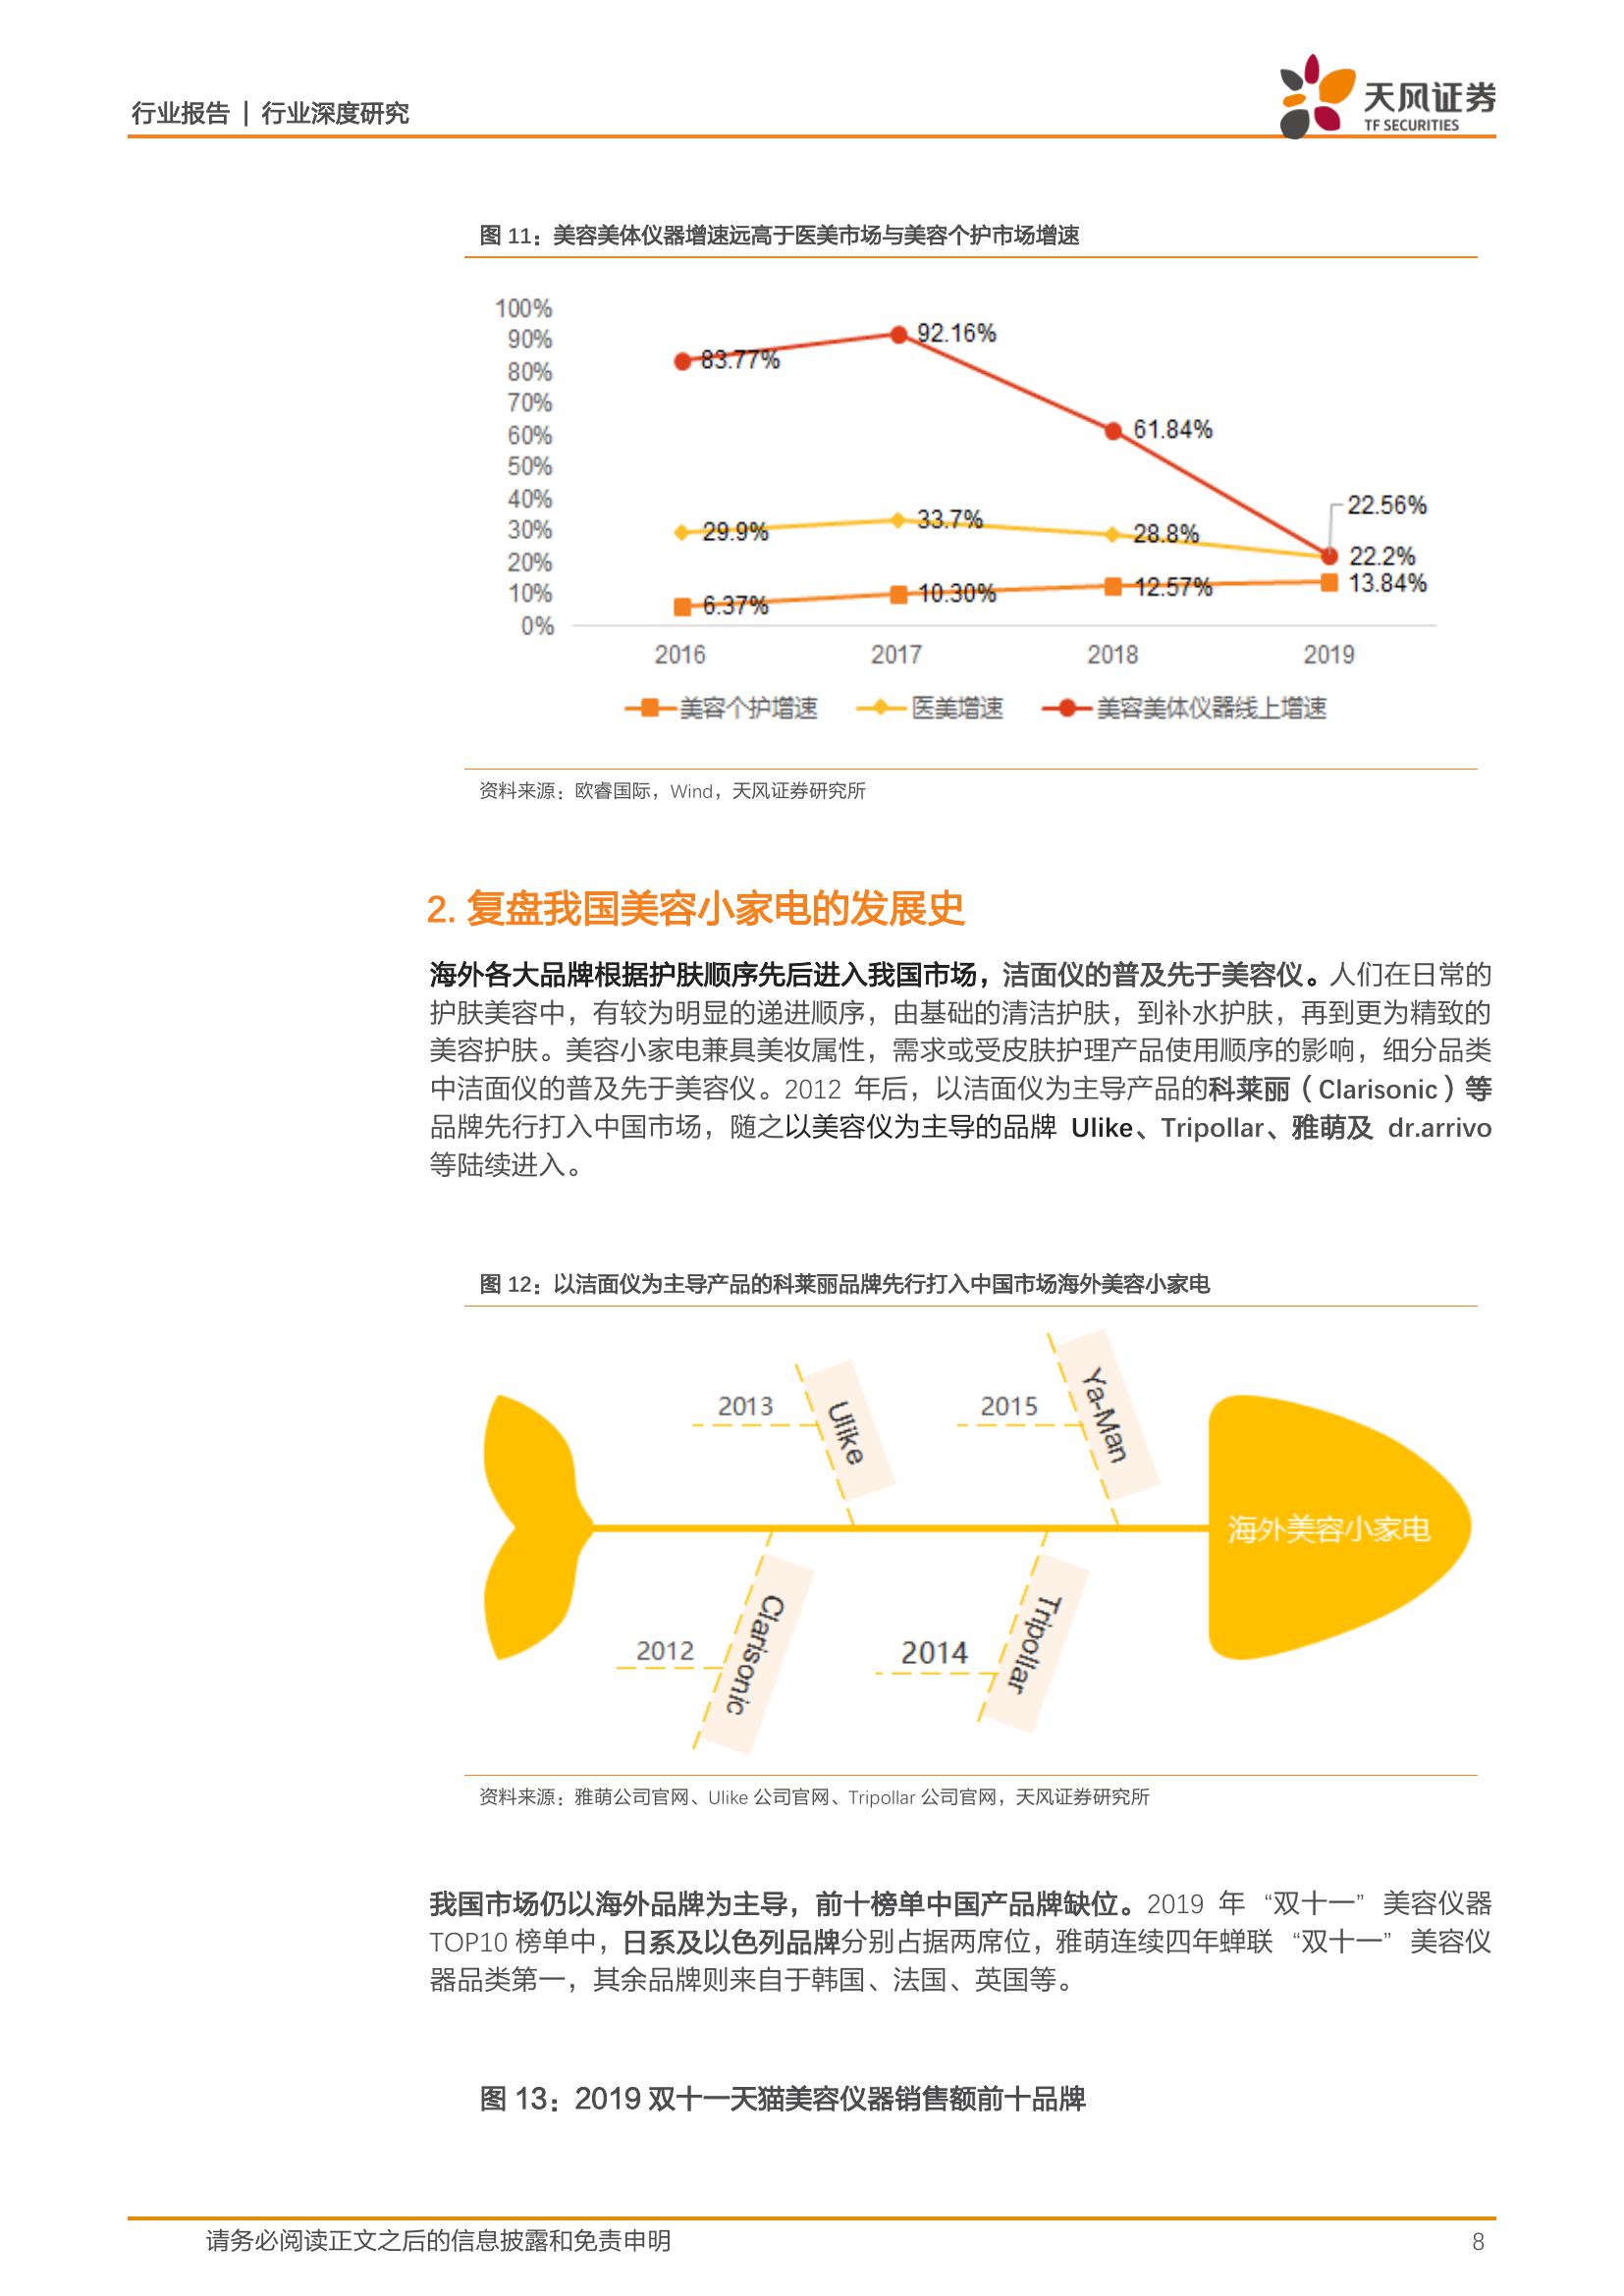 行业报告 | 行业深度研究
天风证券
TF SECURITIES
图 11：美容美体仪器增速远高于医美市场与美容个护市场增速
100%
90%
80%
70%
60%
50%
40%
30%
20%
10%
0%
83.77%
92.16%
61.84%
22.56%
29.9%
33.7%
28.8%
22.2%
6.37%
10.30%
12.57%
13.84%
2016 2017 2018 2019
美容个护增速 医美增速 美容美体仪器线上增速
资料来源：欧睿国际，Wind，天风证券研究所
2. 复盘我国美容小家电的发展史
海外各大品牌根据护肤顺序先后进入我国市场，洁面仪的普及先于美容仪。人们在日常的
护肤美容中，有较为明显的递进顺序，由基础的清洁护肤，到补水护肤，再到更为精致的
美容护肤。美容小家电兼具美妆属性，需求或受皮肤护理产品使用顺序的影响，细分品类
中洁面仪的普及先于美容仪。2012 年后，以洁面仪为主导产品的科莱丽（Clarisonic）等
品牌先行打入中国市场，随之以美容仪为主导的品牌 Ulike、Tripollar、雅萌及 dr.arrivo
等陆续进入。
图 12：以洁面仪为主导产品的科莱丽品牌先行打入中国市场海外美容小家电
2013
Ulike
2015
Ya-Man
海外美容小家电
2012
Clarisonic
2014
Tripollar
资料来源：雅萌公司官网、Ulike 公司官网、Tripollar 公司官网，天风证券研究所
我国市场仍以海外品牌为主导，前十榜单中国产品牌缺位。2019 年“双十一”美容仪器
TOP10 榜单中，日系及以色列品牌分别占据两席位，雅萌连续四年蝉联“双十一”美容仪
器品类第一，其余品牌则来自于韩国、法国、英国等。
图 13：2019 双十一天猫美容仪器销售额前十品牌
请务必阅读正文之后的信息披露和免责申明
8